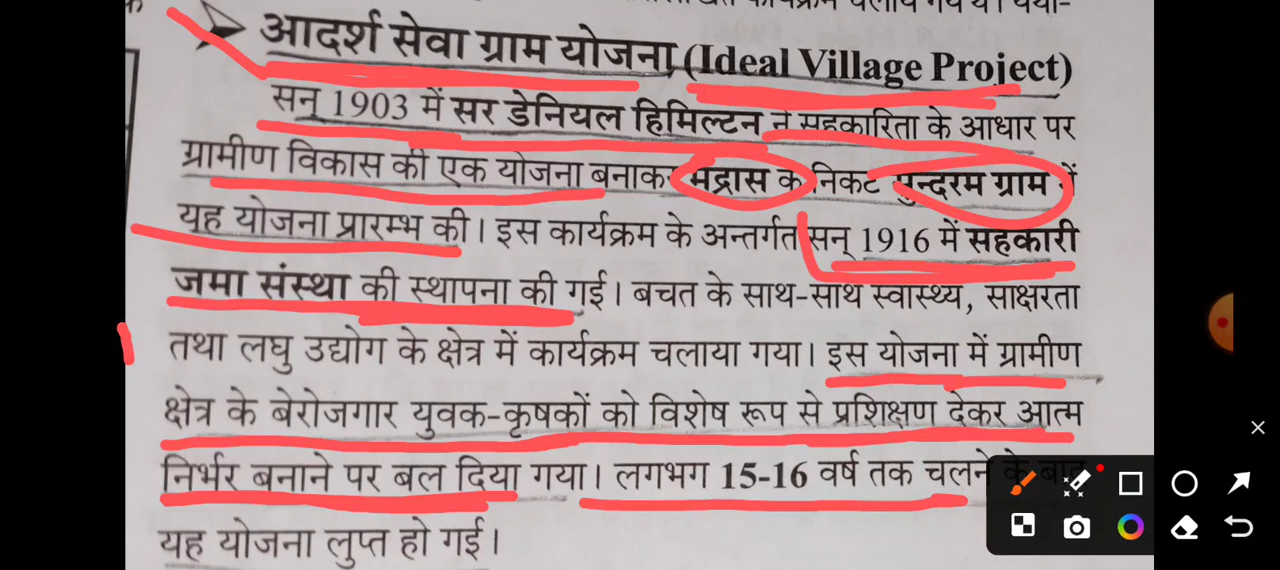 आदर्श सेवा ग्राम योजना (Ideal Village Project)
सन् 1903 में सर डेनियल हिमिल्टन ने सहकारिता के आधार पर
ग्रामीण विकास की एक योजना बनाकर मद्रास के निकट पुन्दरम ग्राम में
यह योजना प्रारम्भ की। इस कार्यक्रम के अन्तर्गत सन् 1916 में सहकारी
जमा संस्था की स्थापना की गई। बचत के साथ-साथ स्वास्थ्य, साक्षरता
तथा लघु उद्योग के क्षेत्र में कार्यक्रम चलाया गया। इस योजना में ग्रामीण
क्षेत्र के बेरोजगार युवक-कृषकों को विशेष रूप से प्रशिक्षण देकर आत्म
निर्भर बनाने पर बल दिया गया। लगभग 15-16 वर्ष तक चलने के बाद
यह योजना लुप्त हो गई।